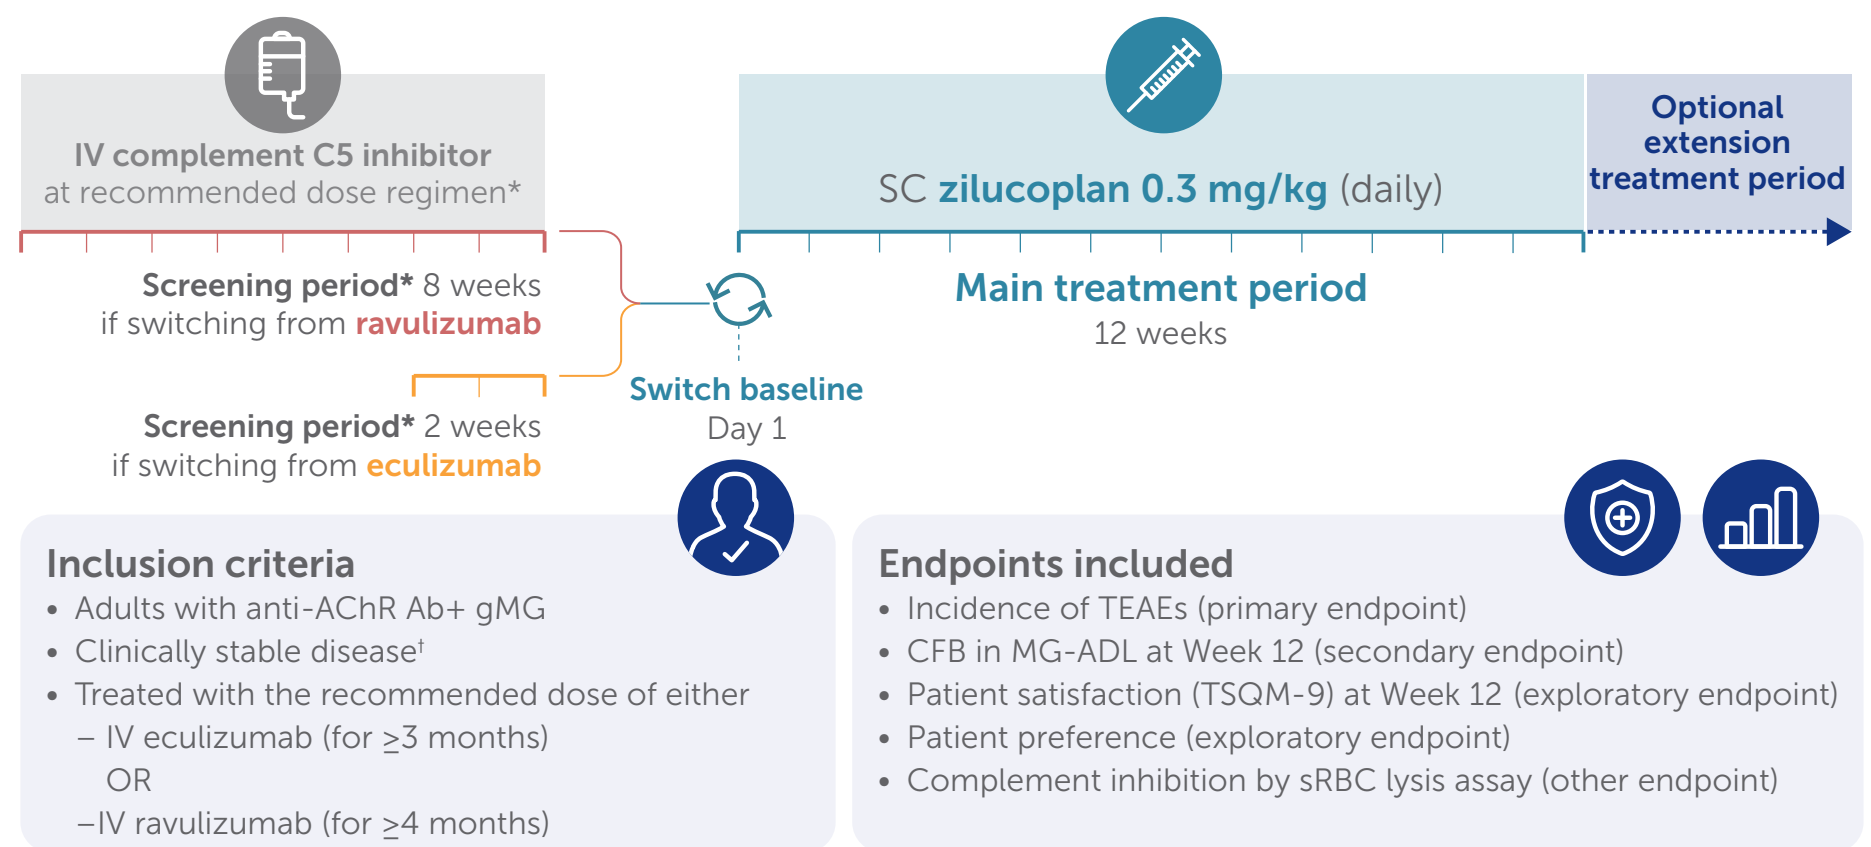 IV complement C5 inhibitor
at recommended dose regimen*
SC zilucoplan 0.3 mg/kg (daily)
Optional
extension
treatment period
Screening period* 8 weeks
if switching from ravulizumab
Main treatment period
12 weeks
Switch baseline
Day 1
Screening period* 2 weeks
if switching from eculizumab
Inclusion criteria
• Adults with anti-AChR Ab+ gMG
• Clinically stable disease†
• Treated with the recommended dose of either
– IV eculizumab (for ≥3 months)
OR
–IV ravulizumab (for ≥4 months)
Endpoints included
• Incidence of TEAEs (primary endpoint)
• CFB in MG-ADL at Week 12 (secondary endpoint)
• Patient satisfaction (TSQM-9) at Week 12 (exploratory endpoint)
• Patient preference (exploratory endpoint)
• Complement inhibition by sRBC lysis assay (other endpoint)